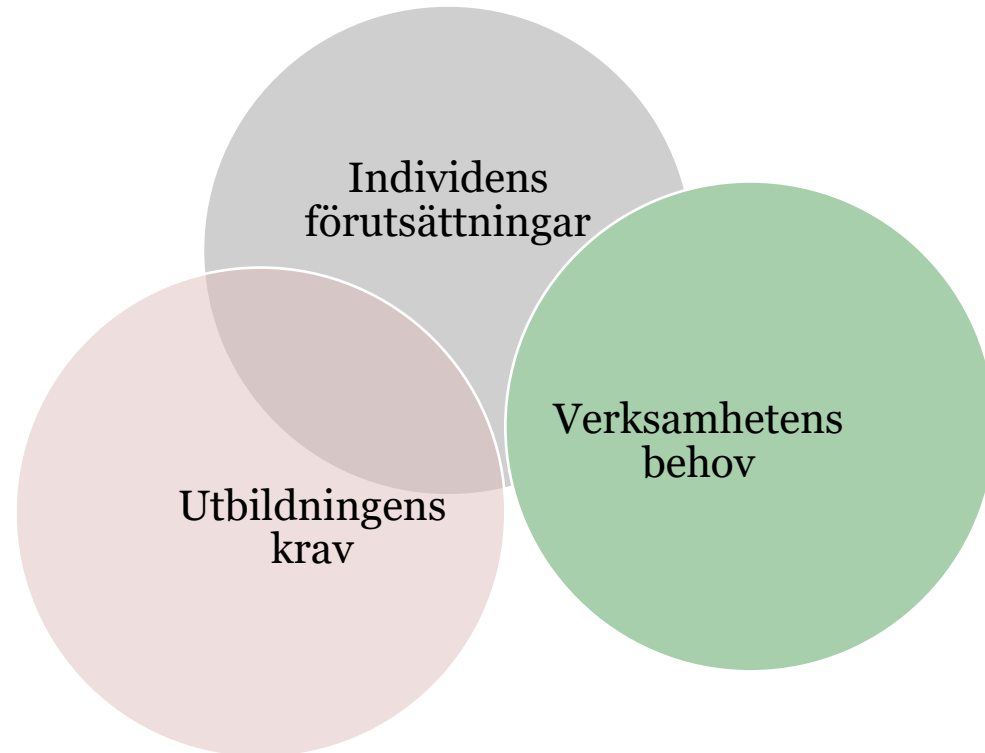 Individens
förutsättningar
Verksamhetens
behov
Utbildningens
krav